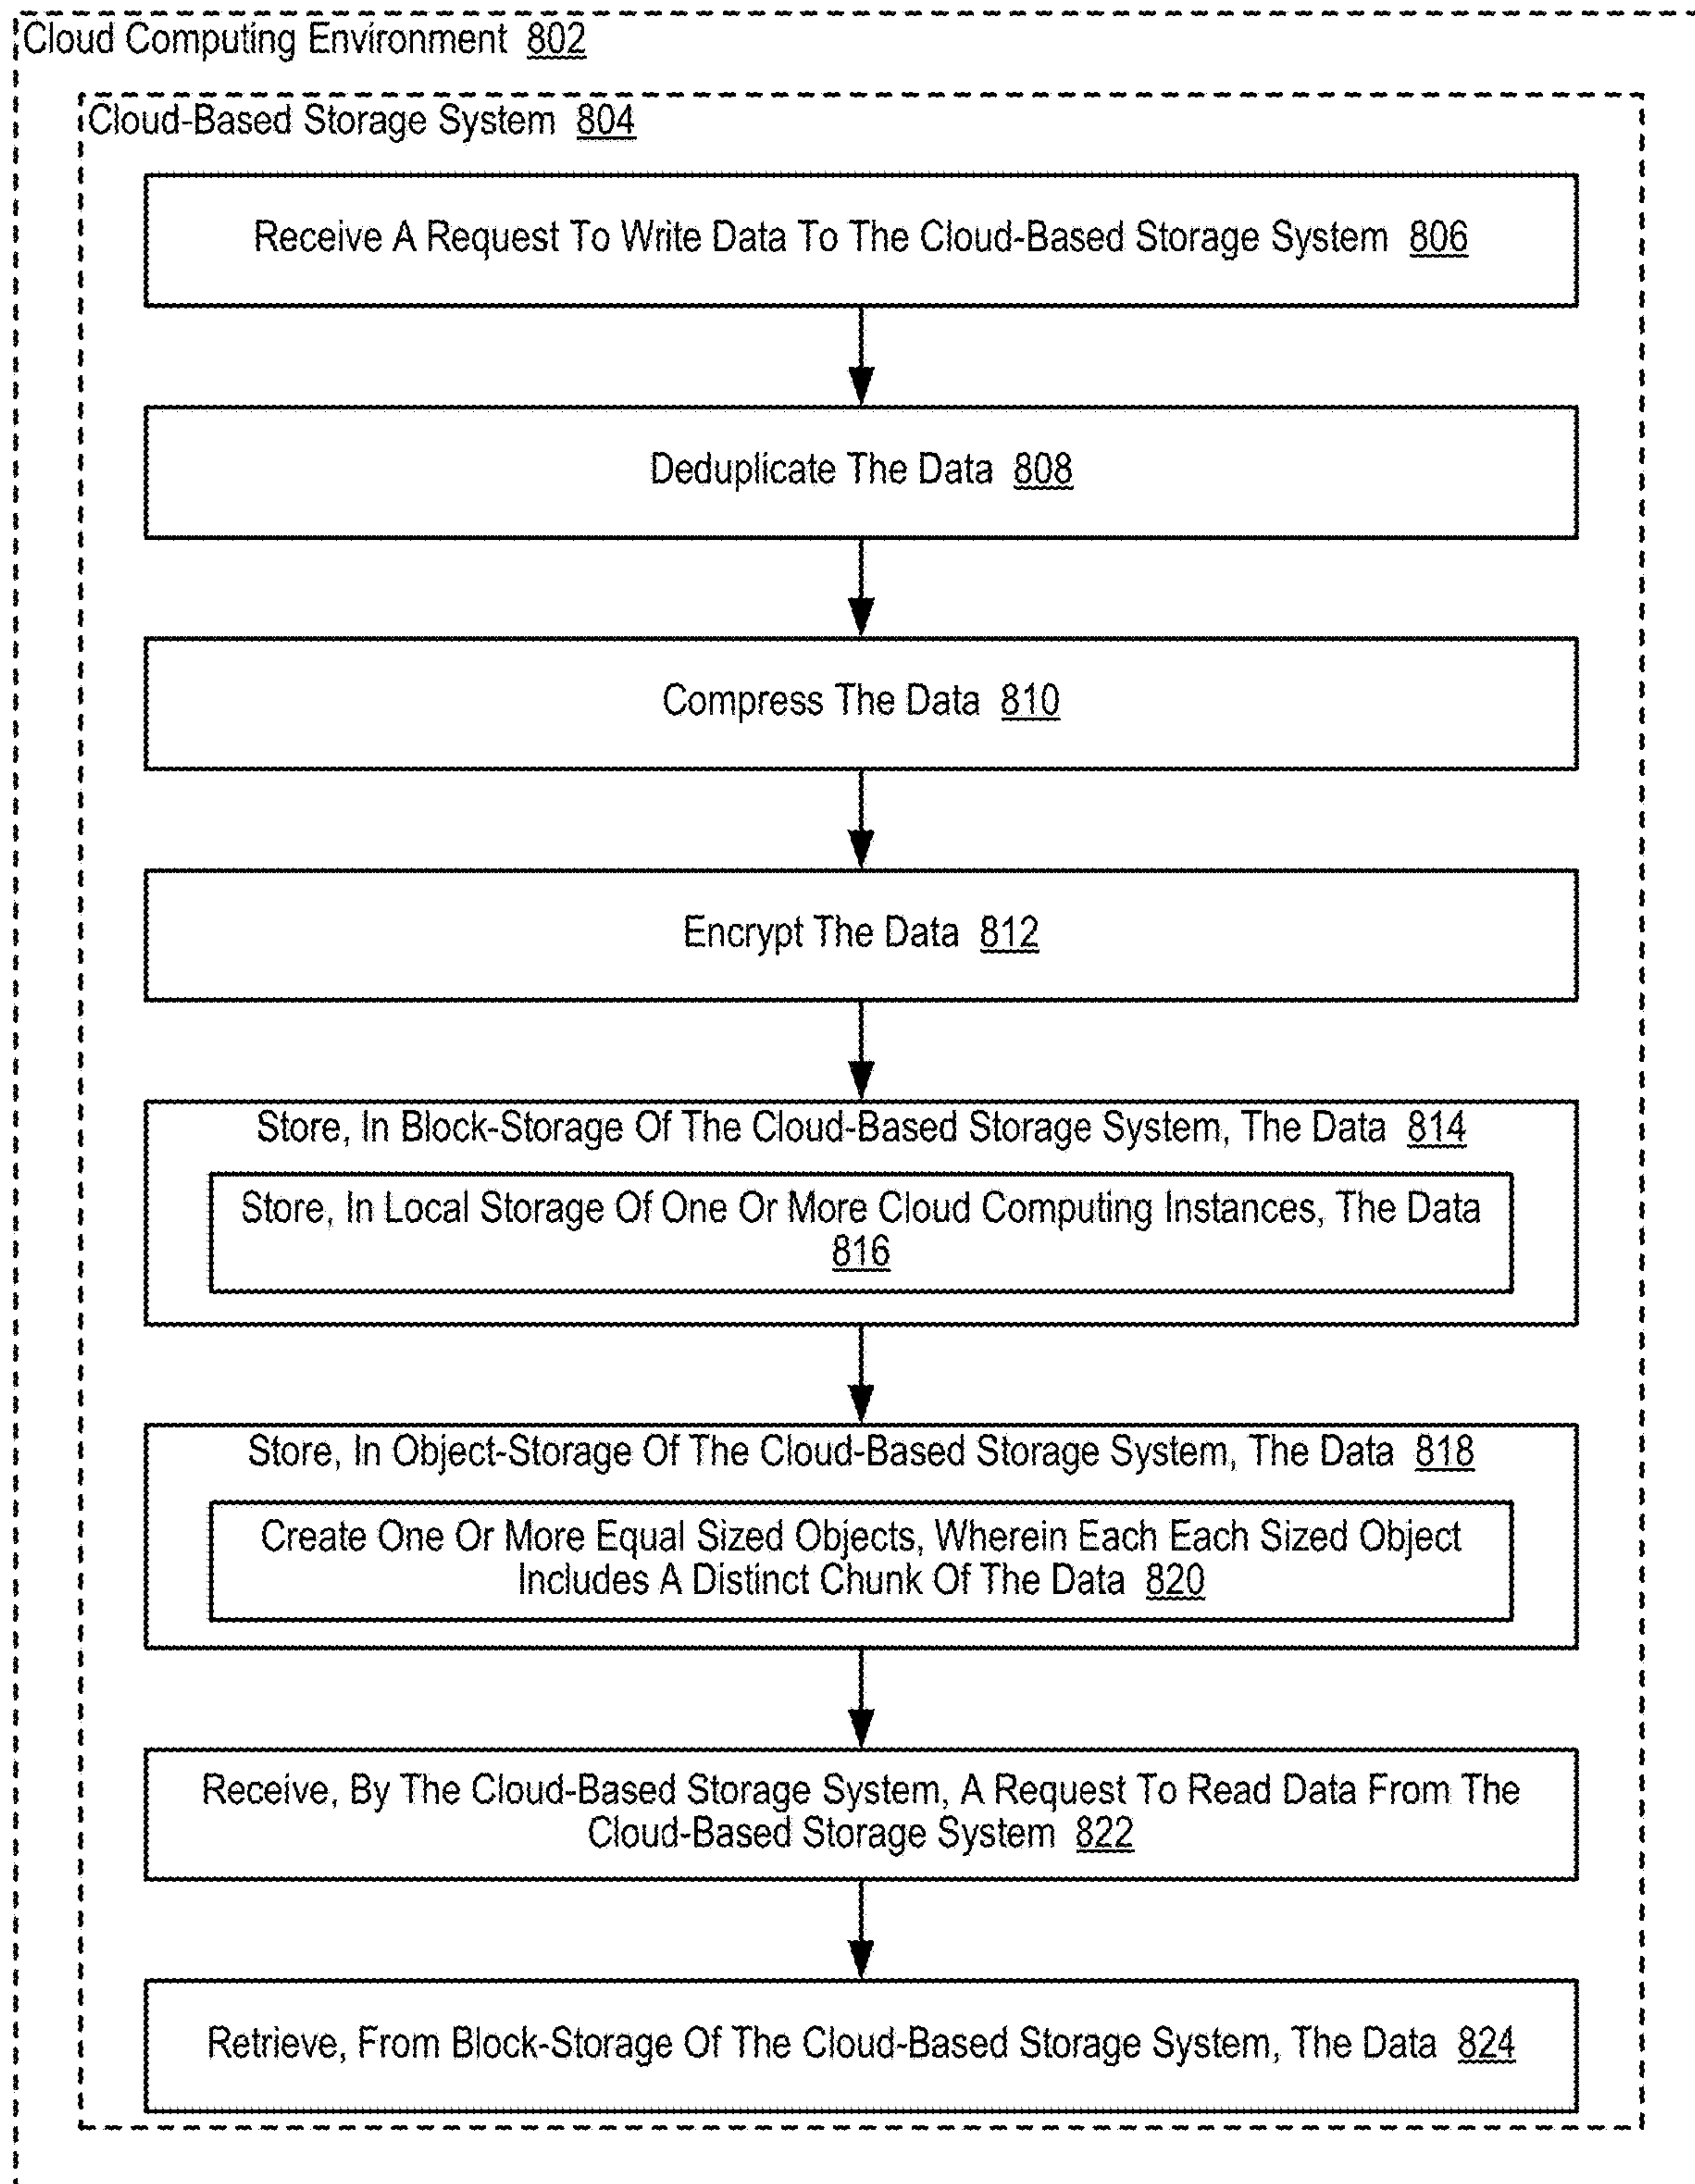 Cloud Computing Environment 802
Cloud-Based Storage System 804
Receive A Request To Write Data To The Cloud-Based Storage System 806
Deduplicate The Data 808
Compress The Data 810
Encrypt The Data 812
Store, In Block-Storage Of The Cloud-Based Storage System, The Data 814
Store, In Local Storage Of One Or More Cloud Computing Instances, The Data
816
Store, In Object-Storage Of The Cloud-Based Storage System, The Data 818
Create One Or More Equal Sized Objects, Wherein Each Each Sized Object
Includes A Distinct Chunk Of The Data 820
Receive, By The Cloud-Based Storage System, A Request To Read Data From The
Cloud-Based Storage System 822
Retrieve, From Block-Storage Of The Cloud-Based Storage System, The Data 824